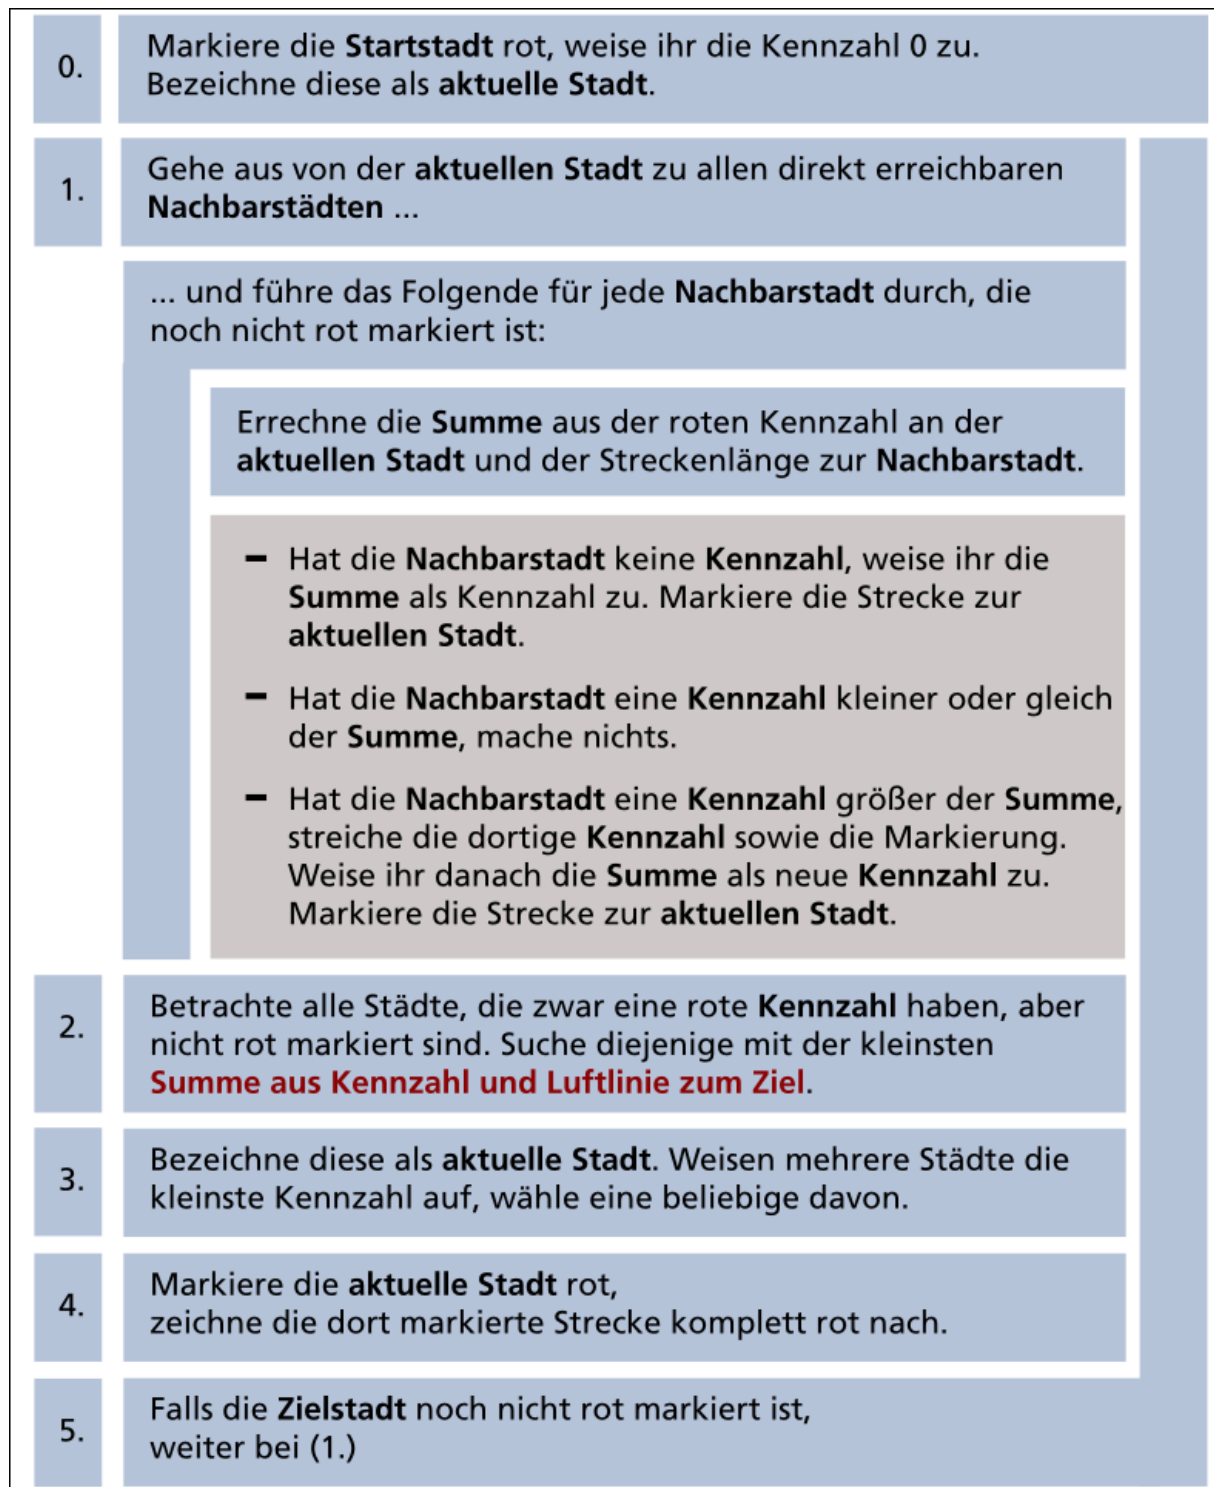 0.
Markiere die Startstadt rot, weise ihr die Kennzahl 0 zu.
Bezeichne diese als aktuelle Stadt.
1.
Gehe aus von der aktuellen Stadt zu allen direkt erreichbaren
Nachbarstädten ...
... und führe das Folgende für jede Nachbarstadt durch, die
noch nicht rot markiert ist:
Errechne die Summe aus der roten Kennzahl an der
aktuellen Stadt und der Streckenlänge zur Nachbarstadt.
– Hat die Nachbarstadt keine Kennzahl, weise ihr die
Summe als Kennzahl zu. Markiere die Strecke zur
aktuellen Stadt.
– Hat die Nachbarstadt eine Kennzahl kleiner oder gleich
der Summe, mache nichts.
– Hat die Nachbarstadt eine Kennzahl größer der Summe,
streiche die dortige Kennzahl sowie die Markierung.
Weise ihr danach die Summe als neue Kennzahl zu.
Markiere die Strecke zur aktuellen Stadt.
2.
Betrachte alle Städte, die zwar eine rote Kennzahl haben, aber
nicht rot markiert sind. Suche diejenige mit der kleinsten
Summe aus Kennzahl und Luftlinie zum Ziel.
3.
Bezeichne diese als aktuelle Stadt. Weisen mehrere Städte die
kleinste Kennzahl auf, wähle eine beliebige davon.
4.
Markiere die aktuelle Stadt rot,
zeichne die dort markierte Strecke komplett rot nach.
5.
Falls die Zielstadt noch nicht rot markiert ist,
weiter bei (1.)